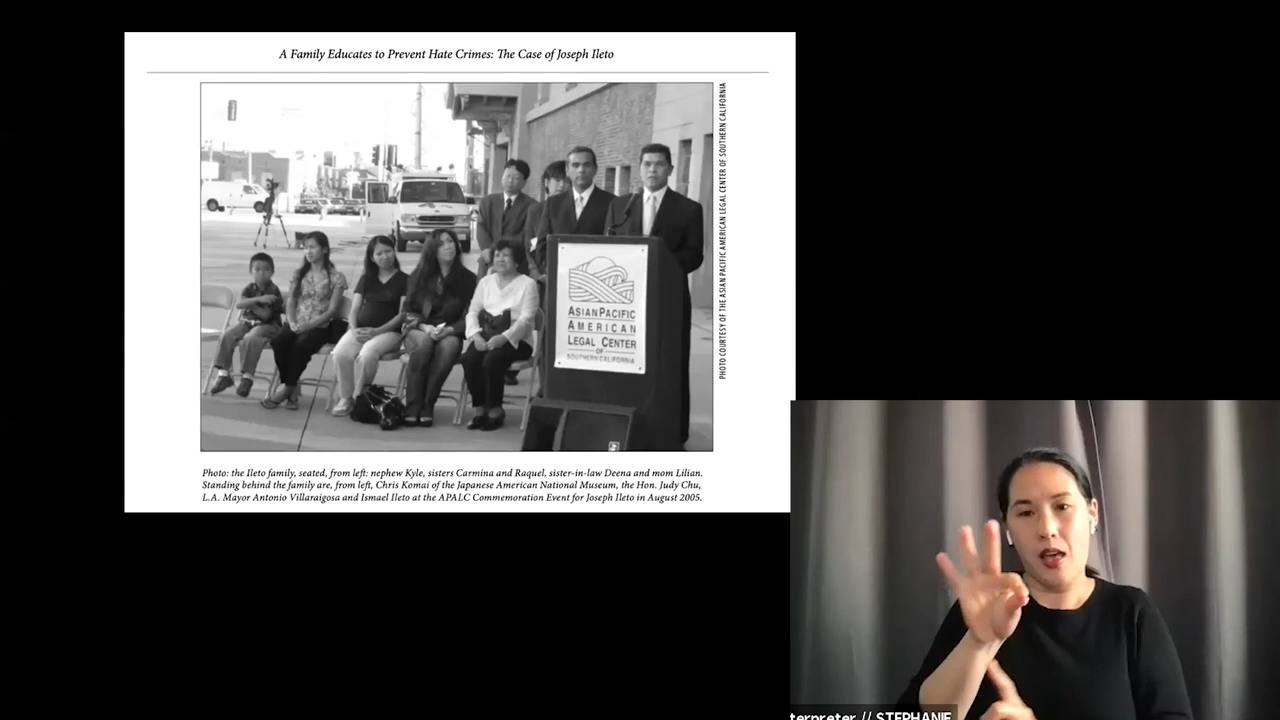 A Family Educates to Prevent Hate Crimes: The Case of Joseph Ileto
ASIAN PACIFIC
AMERICAN
LEGAL CENTER
OF
SOUTHERN CALIFORNIA
PHOTO COURTESY OF THE ASIAN PACIFIC AMERICAN LEGAL CENTER OF SOUTHERN CALIFORNIA
Photo: the Ileto family, seated, from left: nephew Kyle, sisters Carmina and Raquel, sister-in-law Deena and mom Lilian.
Standing behind the family are, from left, Chris Komai of the Japanese American National Museum, the Hon. Judy Chu,
L.A. Mayor Antonio Villaraigosa and Ismael Ileto at the APALC Commemoration Event for Joseph Ileto in August 2005.
terpreter // STEPHANIE